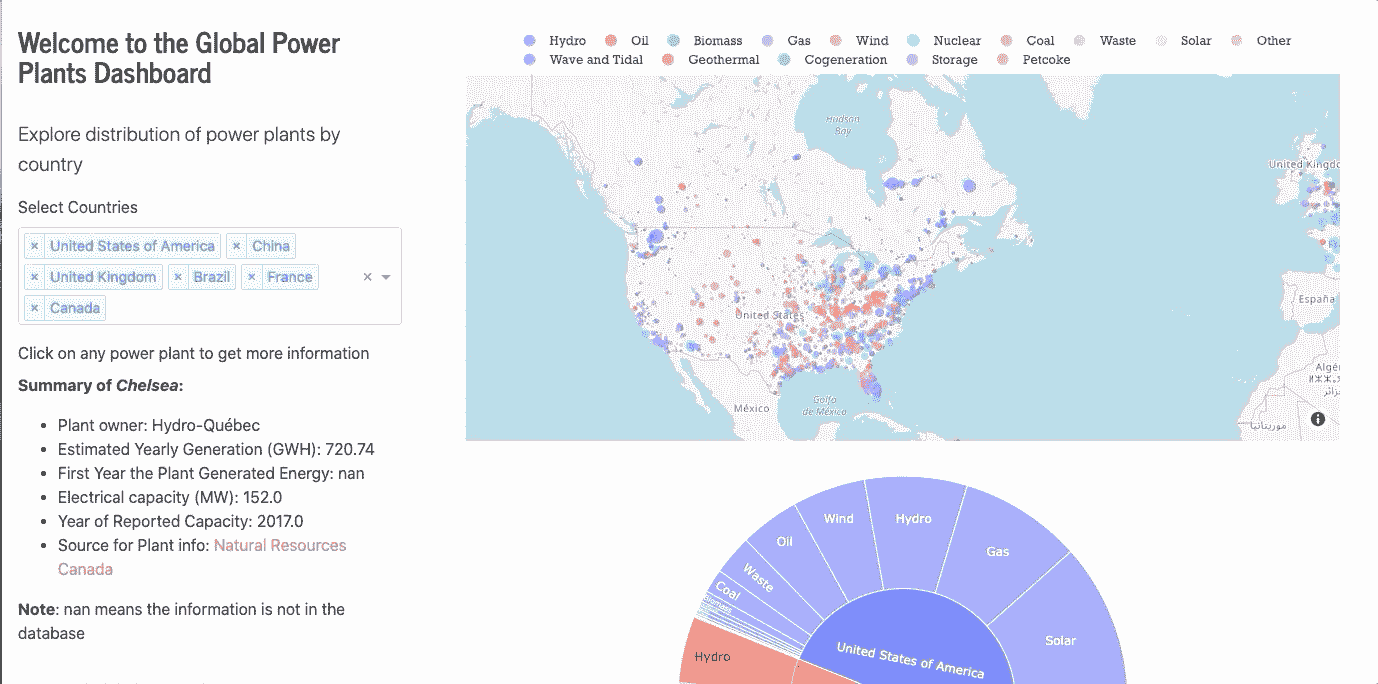 Welcome to the Global Power
Plants Dashboard
Explore distribution of power plants by
country
Select Countries
× United States of America × China
× United Kingdom × Brazil × France
× Canada
Click on any power plant to get more information
Summary of Chelsea:
Plant owner: Hydro-Québec
Estimated Yearly Generation (GWH): 720.74
First Year the Plant Generated Energy: nan
Electrical capacity (MW): 152.0
Year of Reported Capacity: 2017.0
Source for Plant info: Natural Resources
Canada
Note: nan means the information is not in the
database
Hydro Oil Biomass Gas Wind Nuclear Coal Waste Solar Other
Wave and Tidal Geothermal Cogeneration Storage Petcoke
Hudson
Bay
United Kingdo
United States
España
México
Golfo
de México
Algér
موريتانيا
Wind
Hydro
Oil
Gas
Waste
Coal
Biomass
Solar
United States of America
Hydro